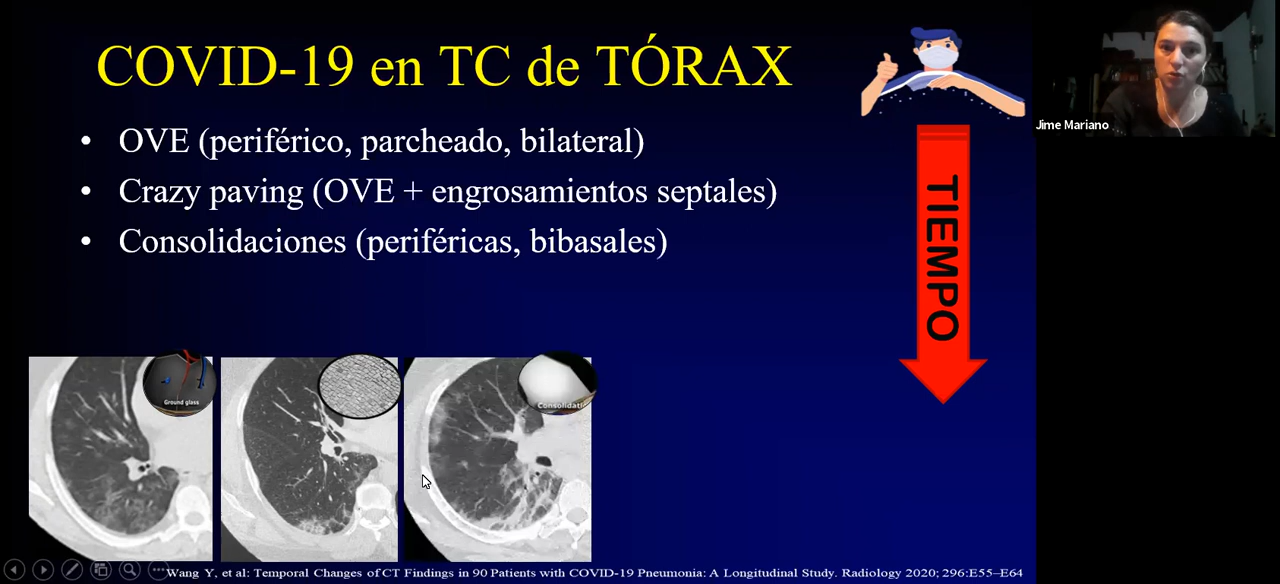 COVID-19 en TC de TÓRAX
Jime Mariano
• OVE (periférico, parcheado, bilateral)
• Crazy paving (OVE + engrosamientos septales)
• Consolidaciones (periféricas, bibasales)
TIEMPO
Ground glass
Consolidati
Wang Y, et al: Temporal Changes of CT Findings in 90 Patients with COVID-19 Pneumonia: A Longitudinal Study. Radiology 2020; 296:E55–E64